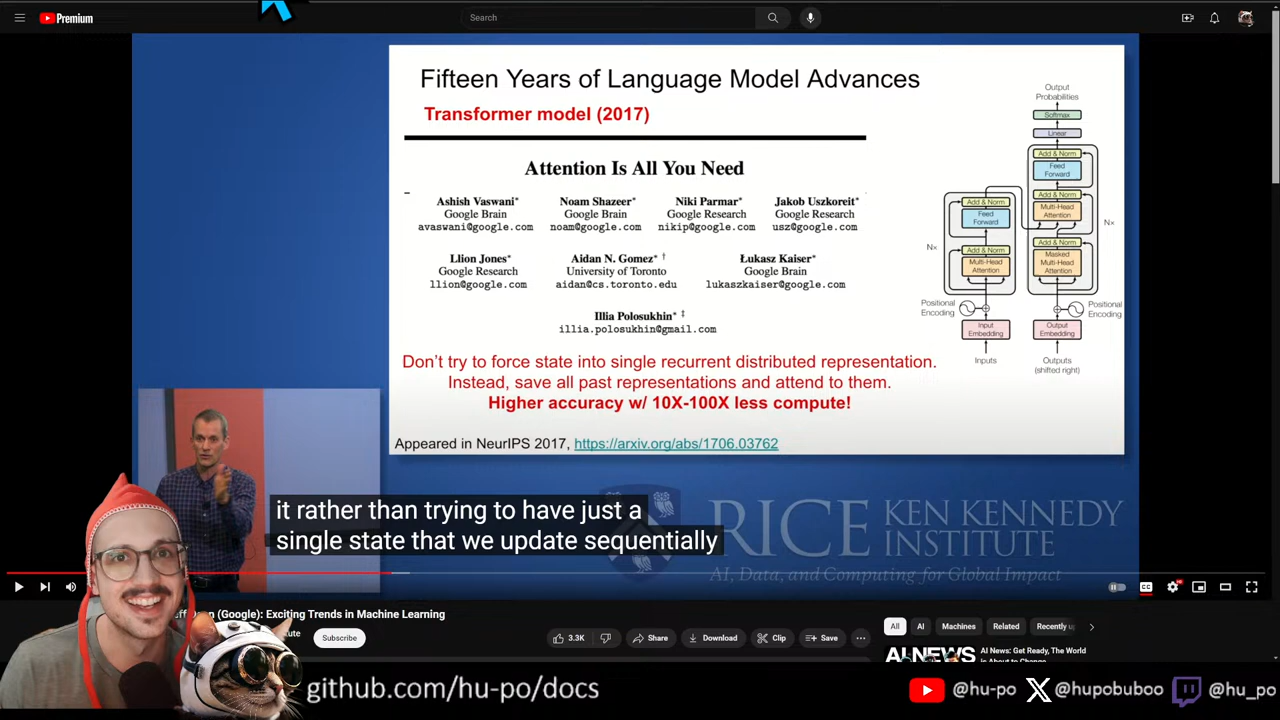 Premium
Search
Fifteen Years of Language Model Advances
Transformer model (2017)
Attention Is All You Need
Ashish Vaswani*
Google Brain
avaswani@google.com
Noam Shazeer*
Google Brain
noam@google.com
Niki Parmar*
Google Research
nikip@google.com
Jakob Uszkoreit*
Google Research
usz@google.com
Llion Jones*
Google Research
llion@google.com
Aidan N. Gomez* †
University of Toronto
aidan@cs.toronto.edu
Łukasz Kaiser*
Google Brain
lukaszkaiser@google.com
Illia Polosukhin* ‡
illia.polosukhin@gmail.com
Don't try to force state into single recurrent distributed representation.
Instead, save all past representations and attend to them.
Higher accuracy w/ 10X-100X less compute!
Appeared in NeurIPS 2017, https://arxiv.org/abs/1706.03762
Output
Probabilities
Softmax
Linear
Add & Norm
Feed
Forward
Add & Norm
Multi-Head
Attention
Add & Norm
Masked
Multi-Head
Attention
N×
Positional
Encoding
Output
Embedding
Outputs
(shifted right)
Add & Norm
Feed
Forward
Add & Norm
Multi-Head
Attention
N×
Positional
Encoding
Input
Embedding
Inputs
it rather than trying to have just a
single state that we update sequentially
RICE
KEN KENNEDY
INSTITUTE
AI, Data, and Computing for Global Impact
CC
(Google): Exciting Trends in Machine Learning
Subscribe
3.3K
Share
Download
Clip
Save
All
AI
Machines
Related
Recently
AI NEWS
AI News: Get Ready, The World
is About to Change
github.com/hu-po/docs
@hu-po
@hupobuboo
@hu_po